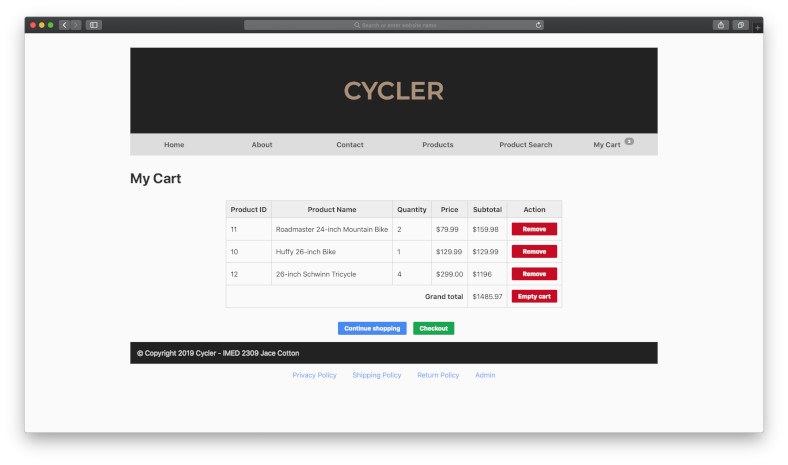 Search or enter website name
CYCLER
Home About Contact Products Product Search My Cart
My Cart
Product ID Product Name Quantity Price Subtotal Action
11 Roadmaster 24-inch Mountain Bike 2 $79.99 $159.98 Remove
10 Huffy 26-inch Bike 1 $129.99 $129.99 Remove
12 26-inch Schwinn Tricycle 4 $299.00 $1196 Remove
Grand total $1485.97 Empty cart
Continue shopping Checkout
© Copyright 2019 Cycler - IMED 2309 Jace Cotton
Privacy Policy Shipping Policy Return Policy Admin